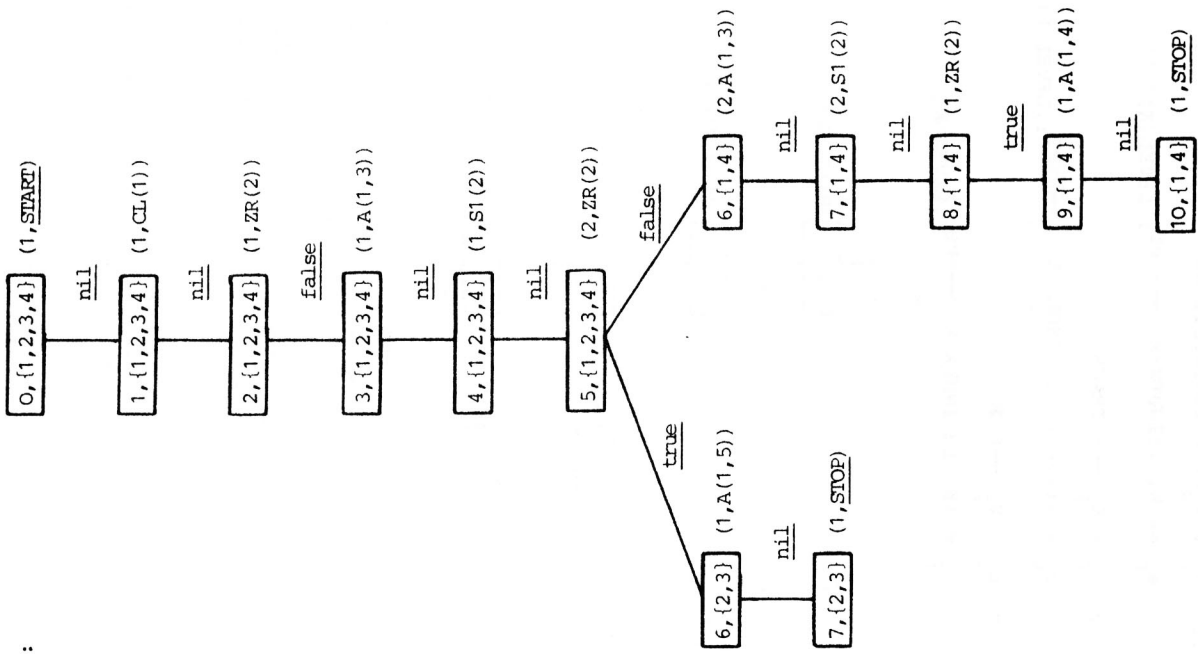 :
0,{1,2,3,4} (1,START)
nil
1,{1,2,3,4} (1,CL(1))
nil
2,{1,2,3,4} (1,ZR(2))
false
3,{1,2,3,4} (1,A(1,3))
nil
4,{1,2,3,4} (1,S1(2))
nil
5,{1,2,3,4} (2,ZR(2))
true
false
6,{2,3} (1,A(1,5))
6,{1,4} (2,A(1,3))
nil
nil
7,{2,3} (1,STOP)
7,{1,4} (2,S1(2))
nil
8,{1,4} (1,ZR(2))
true
9,{1,4} (1,A(1,4))
nil
10,{1,4} (1,STOP)